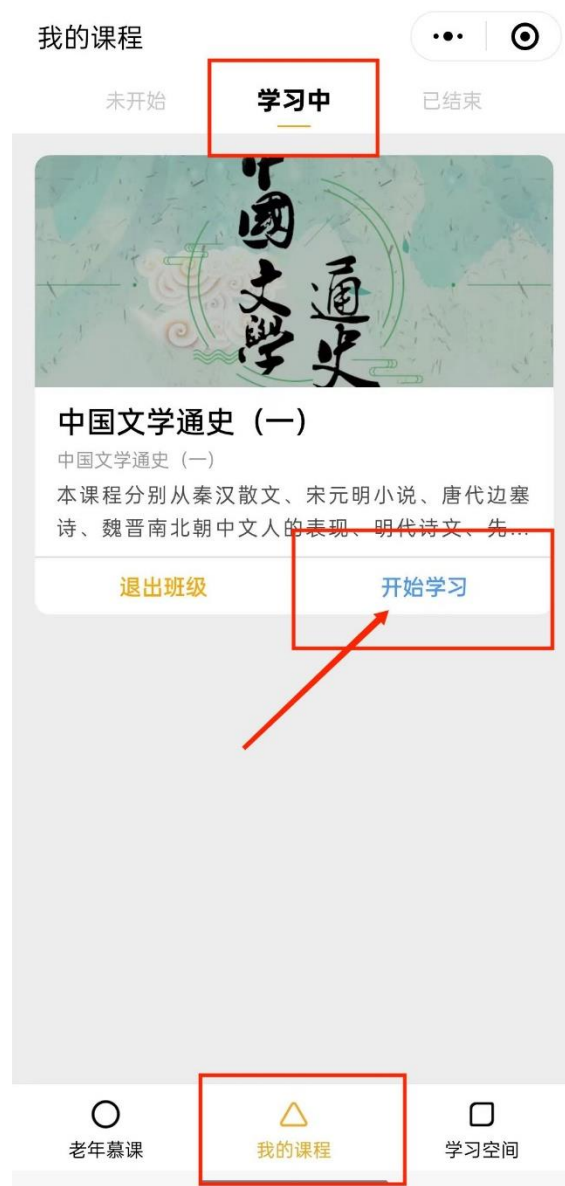 我的课程
未开始
学习中
已结束
中國文學
通史
中国文学通史（一）
中国文学通史（一）
本课程分别从秦汉散文、宋元明小说、唐代边塞
诗、魏晋南北朝中文人的表现、明代诗文、先...
退出班级
开始学习
老年慕课
我的课程
学习空间